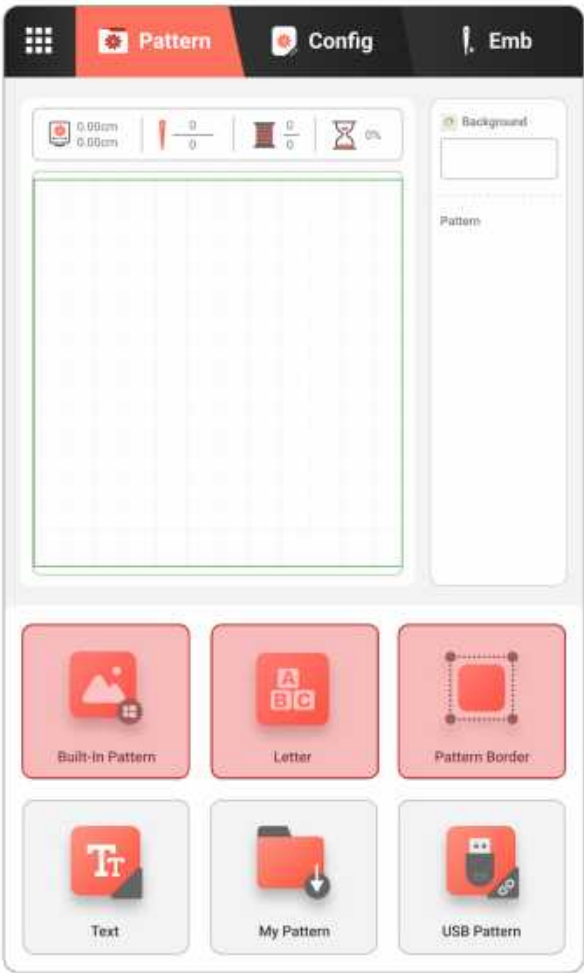 Pattern
Config
Emb
0.00cm
0.00cm
0
0
0
0
0%
Background
Pattern
A
B C
Built-In Pattern
Letter
Pattern Border
TT
Text
My Pattern
USB Pattern